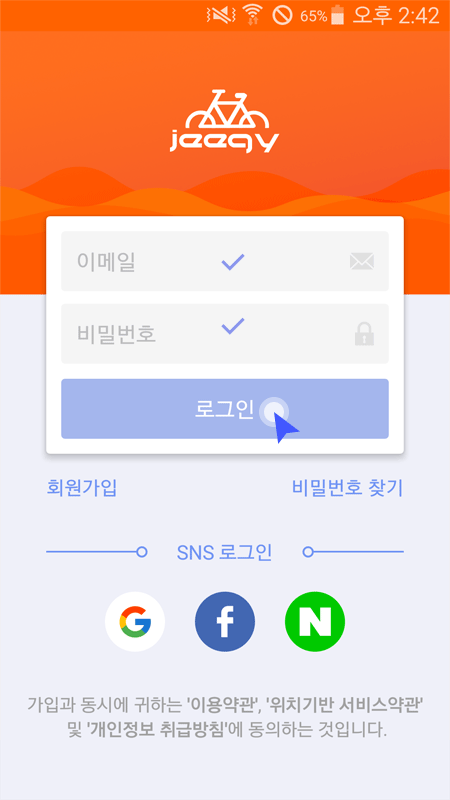 65% 오후 2:42
jeegy
이메일
비밀번호
로그인
회원가입 비밀번호 찾기
SNS 로그인
G f N
가입과 동시에 귀하는 '이용약관', '위치기반 서비스약관'
및 '개인정보 취급방침'에 동의하는 것입니다.